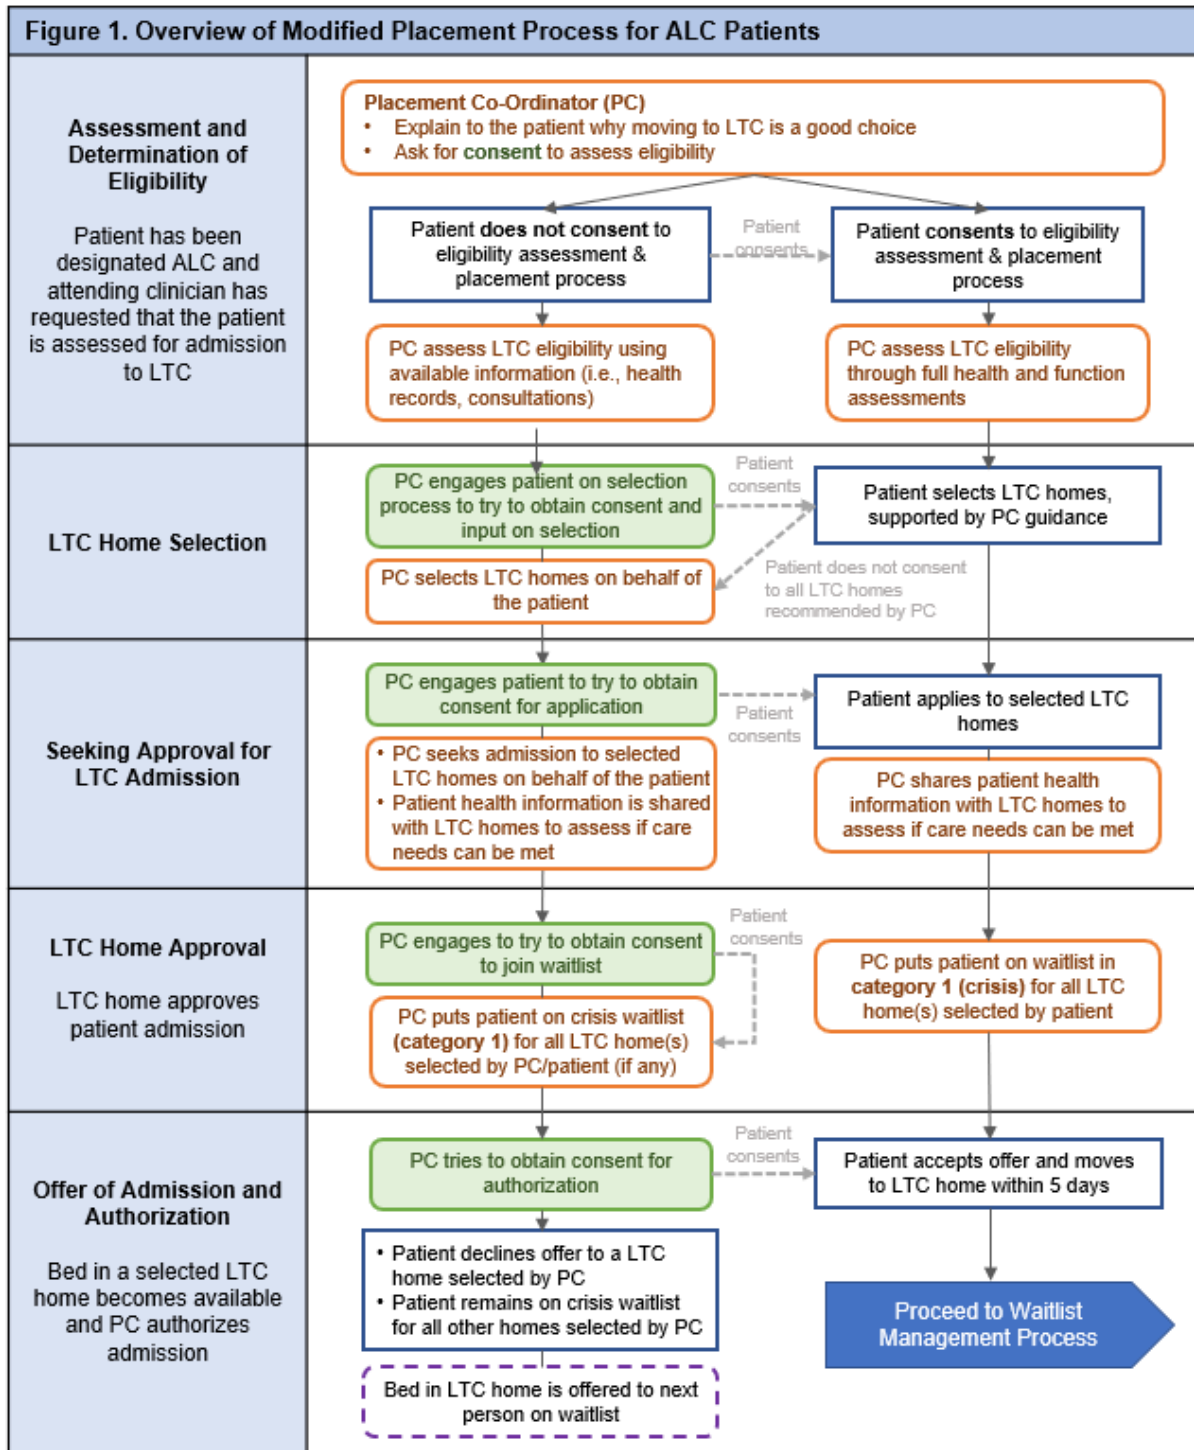 Figure 1. Overview of Modified Placement Process for ALC Patients
Assessment and
Determination of
Eligibility
Patient has been
designated ALC and
attending clinician has
requested that the patient
is assessed for admission
to LTC
Placement Co-Ordinator (PC)
• Explain to the patient why moving to LTC is a good choice
• Ask for consent to assess eligibility
Patient does not consent to
eligibility assessment &
placement process
Patient
consents
Patient consents to eligibility
assessment & placement
process
PC assess LTC eligibility using
available information (i.e., health
records, consultations)
PC assess LTC eligibility
through full health and function
assessments
LTC Home Selection
PC engages patient on selection
process to try to obtain consent and
input on selection
Patient
consents
Patient selects LTC homes,
supported by PC guidance
PC selects LTC homes on behalf of
the patient
Patient does not consent
to all LTC homes
recommended by PC
Seeking Approval for
LTC Admission
PC engages patient to try to obtain
consent for application
Patient
consents
Patient applies to selected LTC
homes
• PC seeks admission to selected
LTC homes on behalf of the patient
• Patient health information is shared
with LTC homes to assess if care
needs can be met
PC shares patient health
information with LTC homes to
assess if care needs can be met
LTC Home Approval
LTC home approves
patient admission
PC engages to try to obtain consent
to join waitlist
Patient
consents
PC puts patient on crisis waitlist
(category 1) for all LTC home(s)
selected by PC/patient (if any)
PC puts patient on waitlist in
category 1 (crisis) for all LTC
home(s) selected by patient
Offer of Admission and
Authorization
Bed in a selected LTC
home becomes available
and PC authorizes
admission
PC tries to obtain consent for
authorization
Patient
consents
Patient accepts offer and moves
to LTC home within 5 days
• Patient declines offer to a LTC
home selected by PC
• Patient remains on crisis waitlist
for all other homes selected by PC
Proceed to Waitlist
Management Process
Bed in LTC home is offered to next
person on waitlist